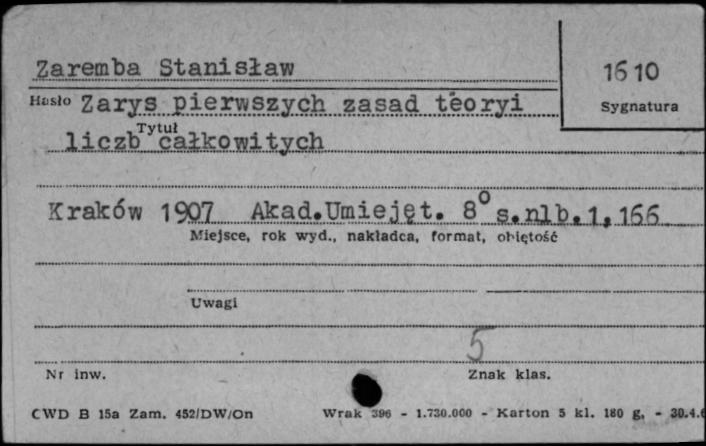 Zaremba Stanisław
1610
Hasło
Sygnatura
Zarys pierwszych zasad teoryi
Tytuł
liczb całkowitych
Kraków 1907 Akad.Umiejęt. 8° s.nlb.1,166
Miejsce, rok wyd., nakładca, format, objętość
Uwagi
5
Nr inw.
Znak klas.
CWD B 15a Zam. 452/DW/On Wrak 396 - 1.730.000 - Karton 5 kl. 180 g. - 30.4.6